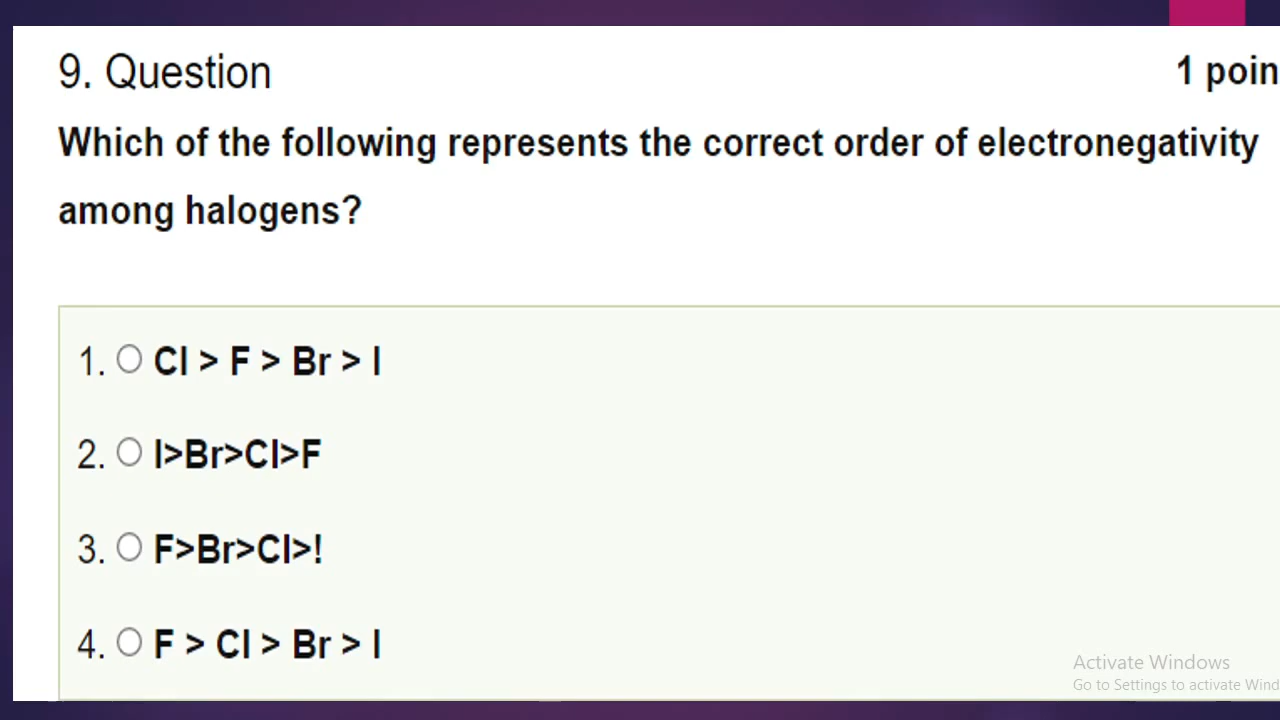 9. Question
1 poin
Which of the following represents the correct order of electronegativity
among halogens?
1. Cl > F > Br > I
2. I>Br>Cl>F
3. F>Br>Cl>!
4. F > Cl > Br > I
Activate Windows
Go to Settings to activate Wind